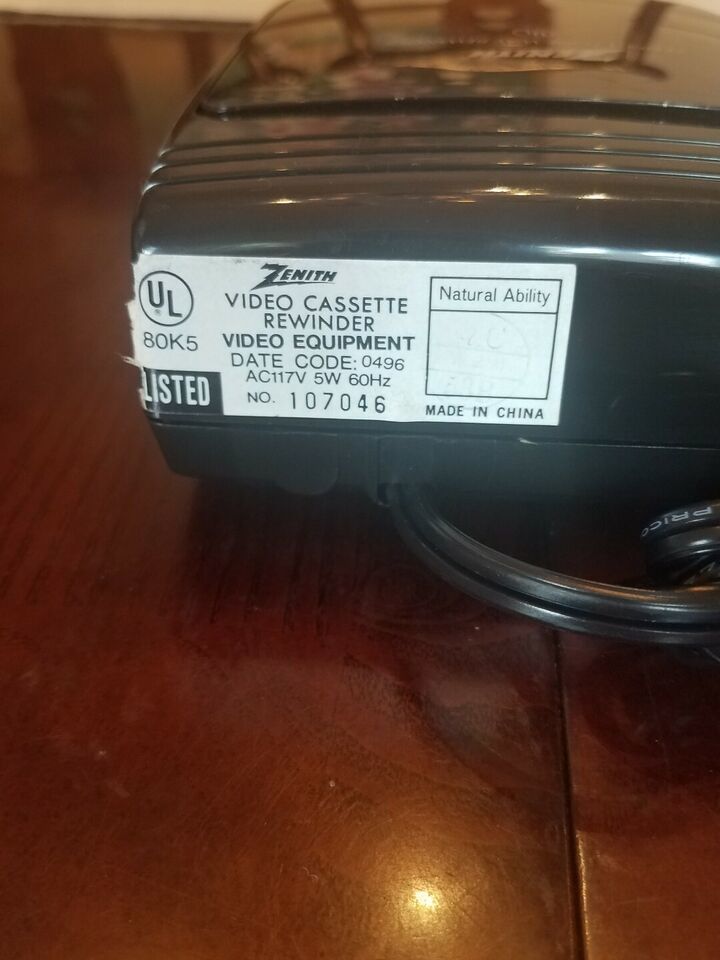 UL
®
80K5
LISTED
ZENITH
VIDEO CASSETTE
REWINDER
VIDEO EQUIPMENT
DATE CODE: 0496
AC117V 5W 60Hz
NO. 107046
Natural Ability
MADE IN CHINA
PRICO